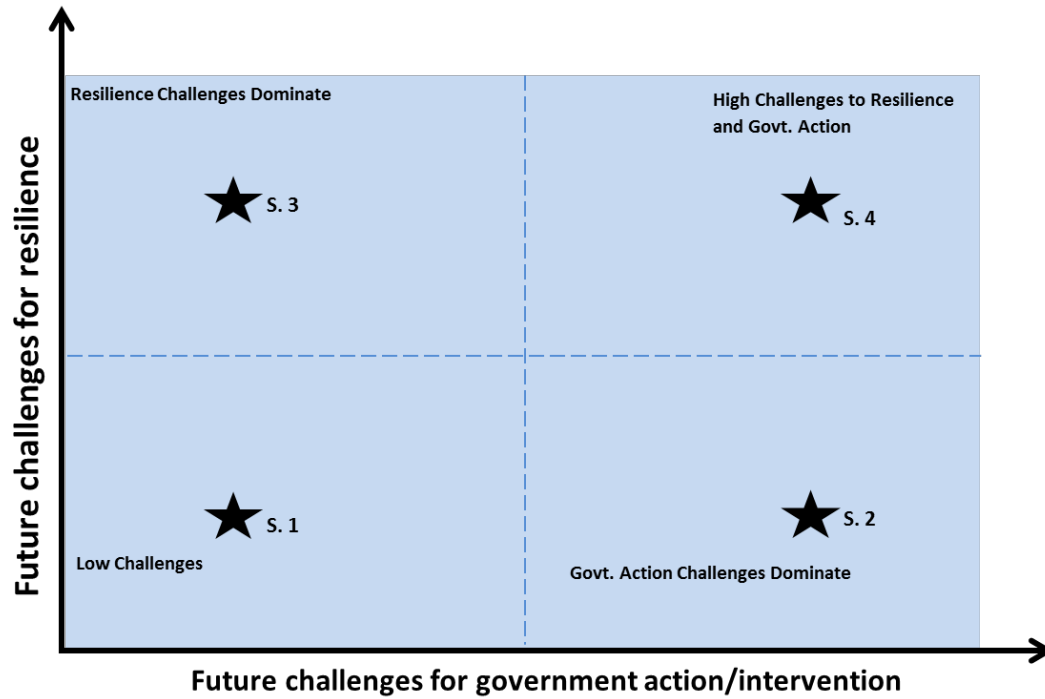 Future challenges for resilience
Resilience Challenges Dominate
High Challenges to Resilience
and Govt. Action
S. 3
S. 4
S. 1
S. 2
Low Challenges
Govt. Action Challenges Dominate
Future challenges for government action/intervention